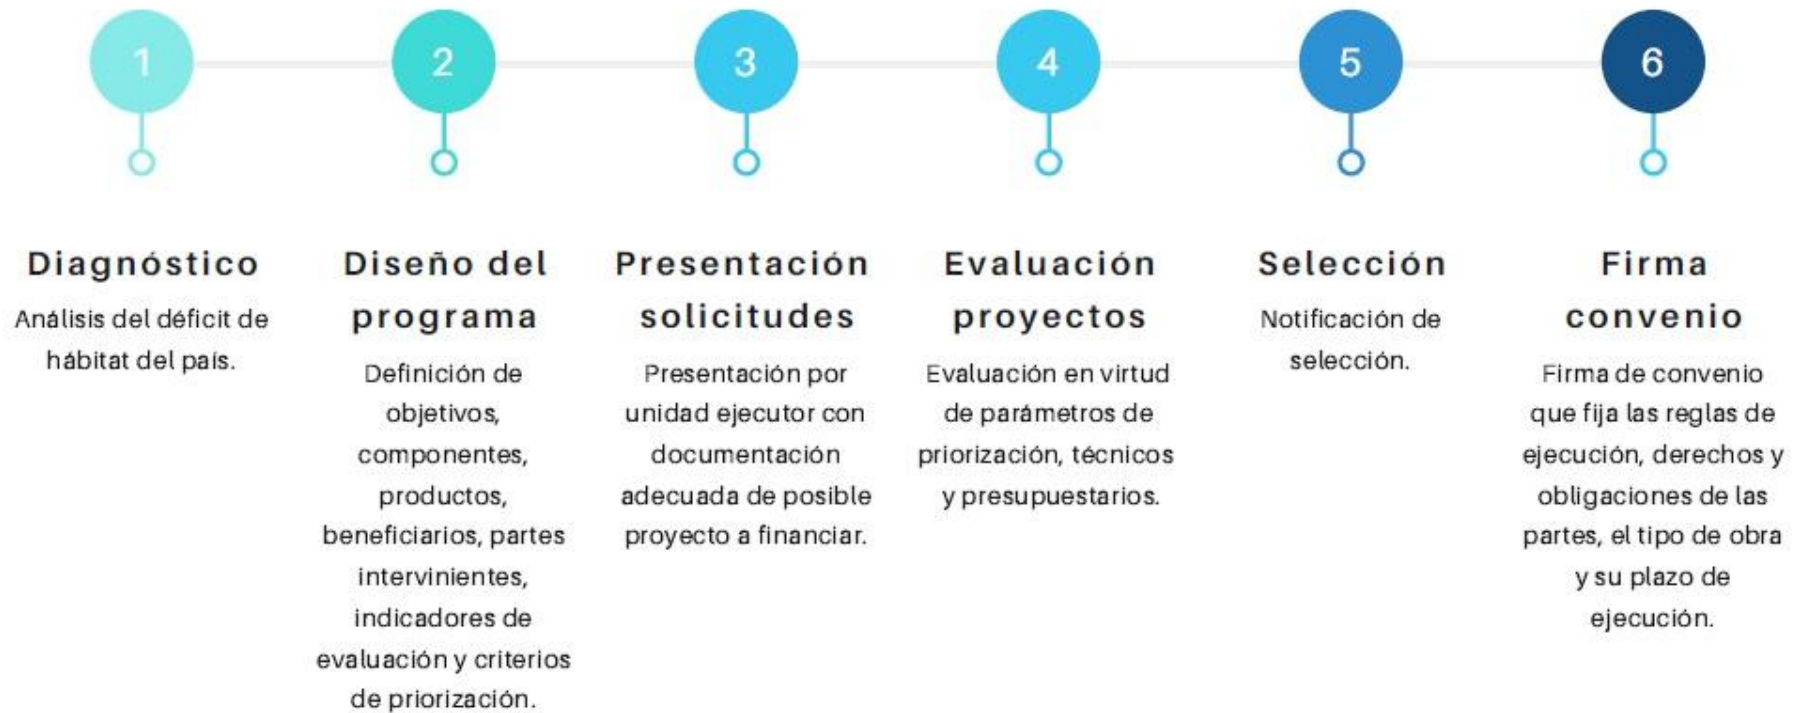 1
Diagnóstico
Análisis del déficit de
hábitat del país.
2
Diseño del
programa
Definición de
objetivos,
componentes,
productos,
beneficiarios, partes
intervinientes,
indicadores de
evaluación y criterios
de priorización.
3
Presentación
solicitudes
Presentación por
unidad ejecutor con
documentación
adecuada de posible
proyecto a financiar.
4
Evaluación
proyectos
Evaluación en virtud
de parámetros de
priorización, técnicos
y presupuestarios.
5
Selección
Notificación de
selección.
6
Firma
convenio
Firma de convenio
que fija las reglas de
ejecución, derechos y
obligaciones de las
partes, el tipo de obra
y su plazo de
ejecución.